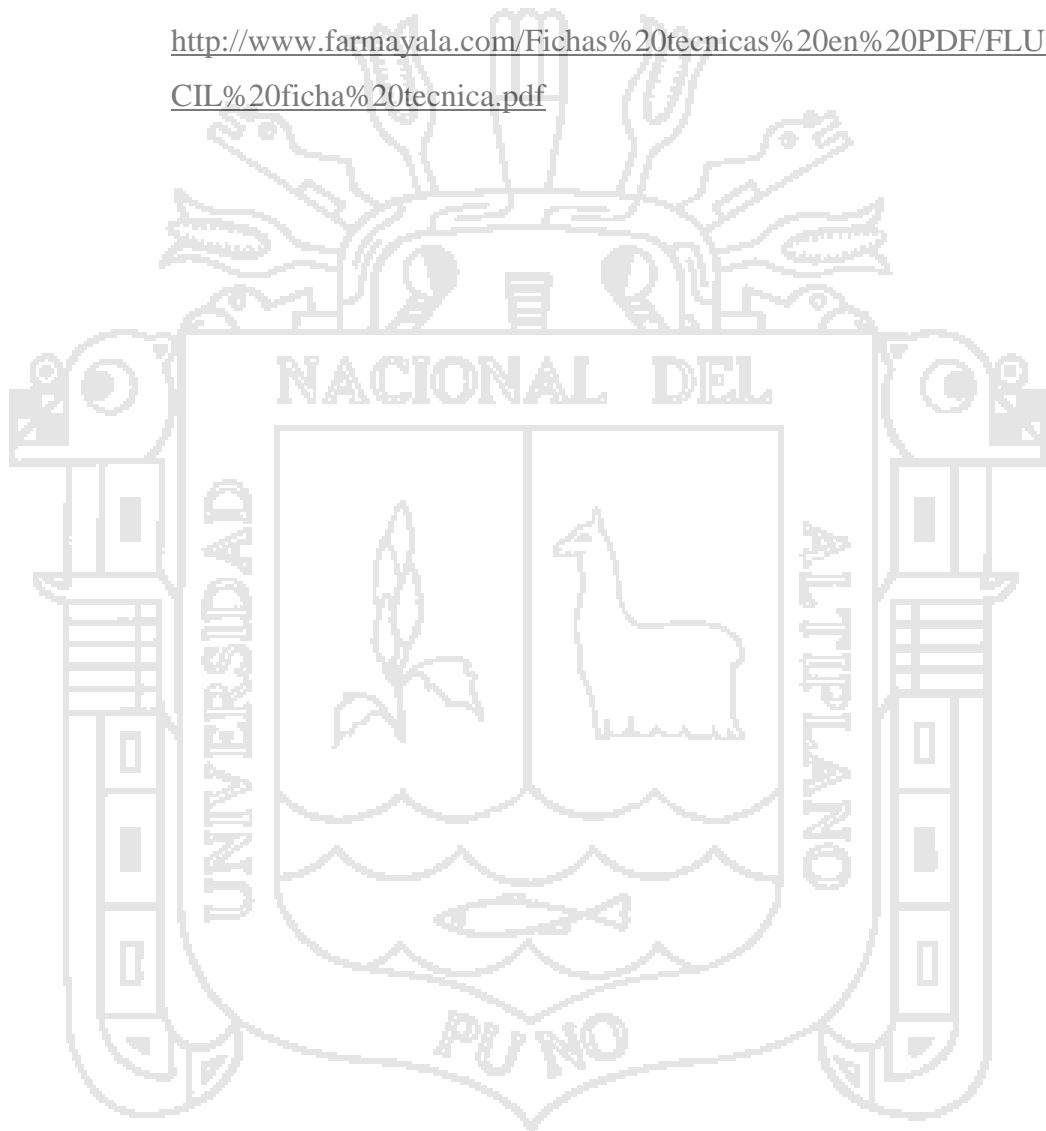 http://www.farmayala.com/Fichas%20tecnicas%20en%20PDF/FLU
CIL%20ficha%20tecnica.pdf
NACIONAL DEL
UNIVERSIDAD
ALTIPLANO
PUNO